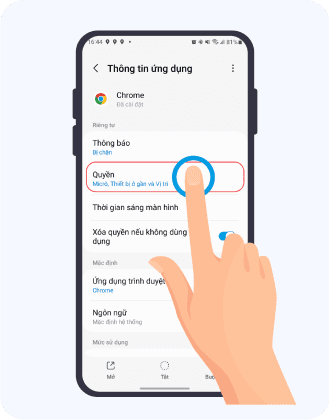 16:44
81%
Thông tin ứng dụng
Chrome
Đã cài đặt
Riêng tư
Thông báo
Bị chặn
Quyền
Micrô, Thiết bị ở gần và Vị trí
Thời gian sáng màn hình
Xóa quyền nếu không dùng
dụng
Mặc định
Ứng dụng trình duyệt
Chrome
Ngôn ngữ
Mặc định hệ thống
Mức sử dụng
Mở
Tắt